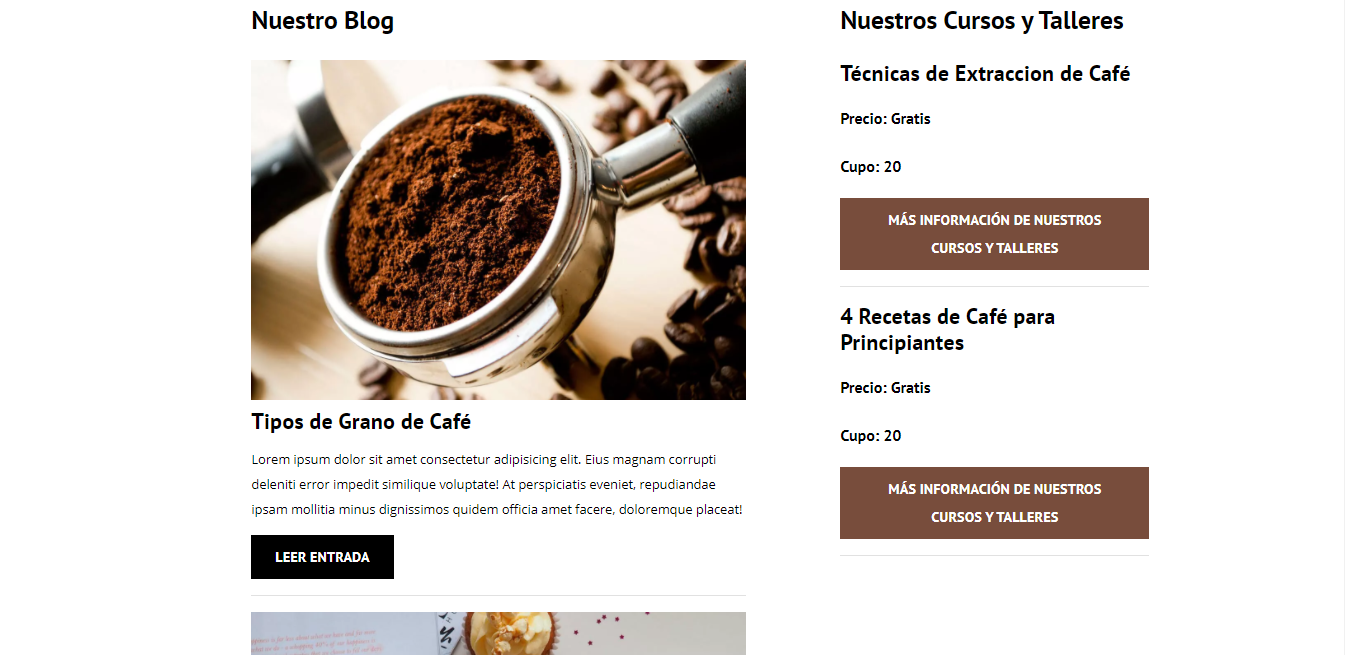 Nuestro Blog
Tipos de Grano de Café
Lorem ipsum dolor sit amet consectetur adipisicing elit. Eius magnam corrupti
deleniti error impedit similique voluptate! At perspiciatis eveniet, repudiandae
ipsam mollitia minus dignissimos quidem officia amet facere, doloremque placeat!
LEER ENTRADA
Nuestros Cursos y Talleres
Técnicas de Extraccion de Café
Precio: Gratis
Cupo: 20
MÁS INFORMACIÓN DE NUESTROS
CURSOS Y TALLERES
4 Recetas de Café para
Principiantes
Precio: Gratis
Cupo: 20
MÁS INFORMACIÓN DE NUESTROS
CURSOS Y TALLERES